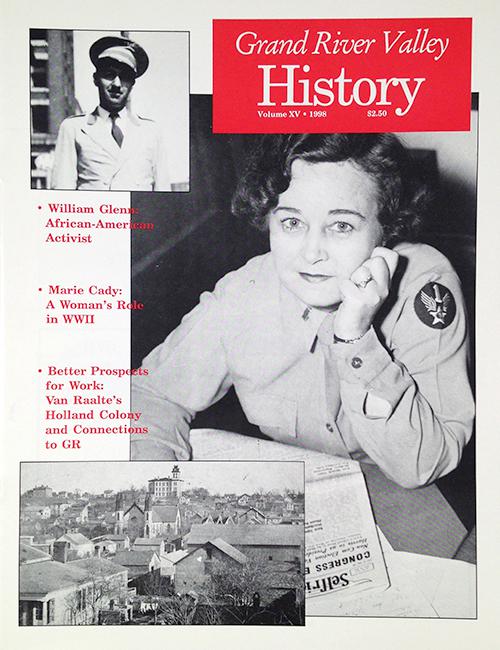 Grand River Valley
History
Volume XV • 1998 $2.50
• William Glenn:
African-American
Activist
• Marie Cady:
A Woman's Role
in WWII
• Better Prospects
for Work:
Van Raalte's
Holland Colony
and Connections
to GR
Selfri
CONGRESS E